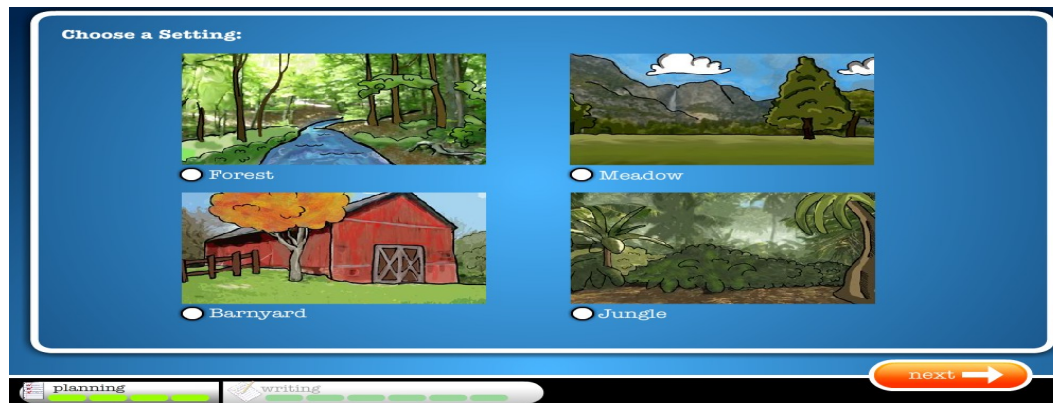 Choose a Setting:
Forest
Meadow
Barnyard
Jungle
next
planning
writing